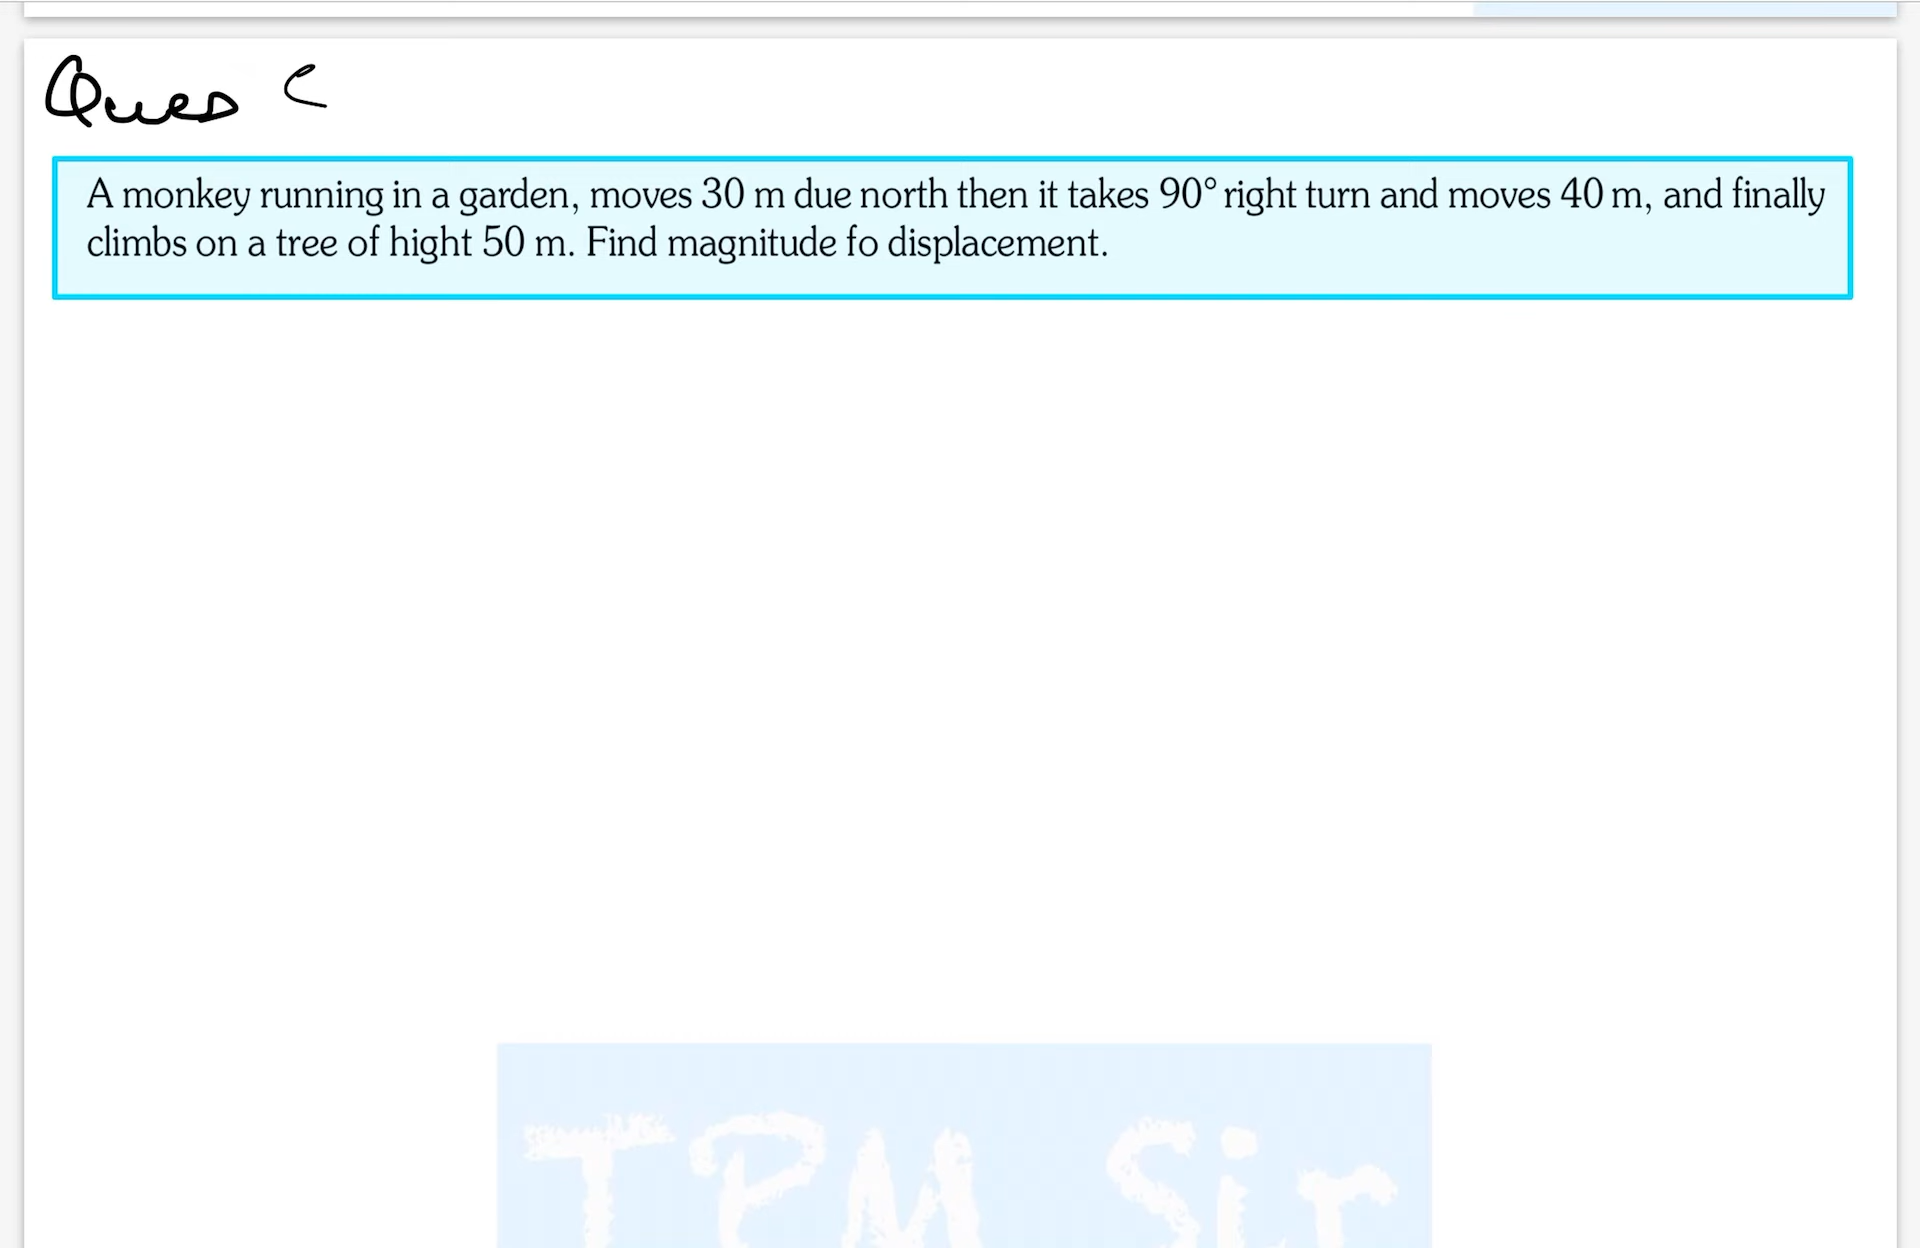 Ques
A monkey running in a garden, moves 30 m due north then it takes 90° right turn and moves 40 m, and finally
climbs on a tree of hight 50 m. Find magnitude fo displacement.
TPM Sir